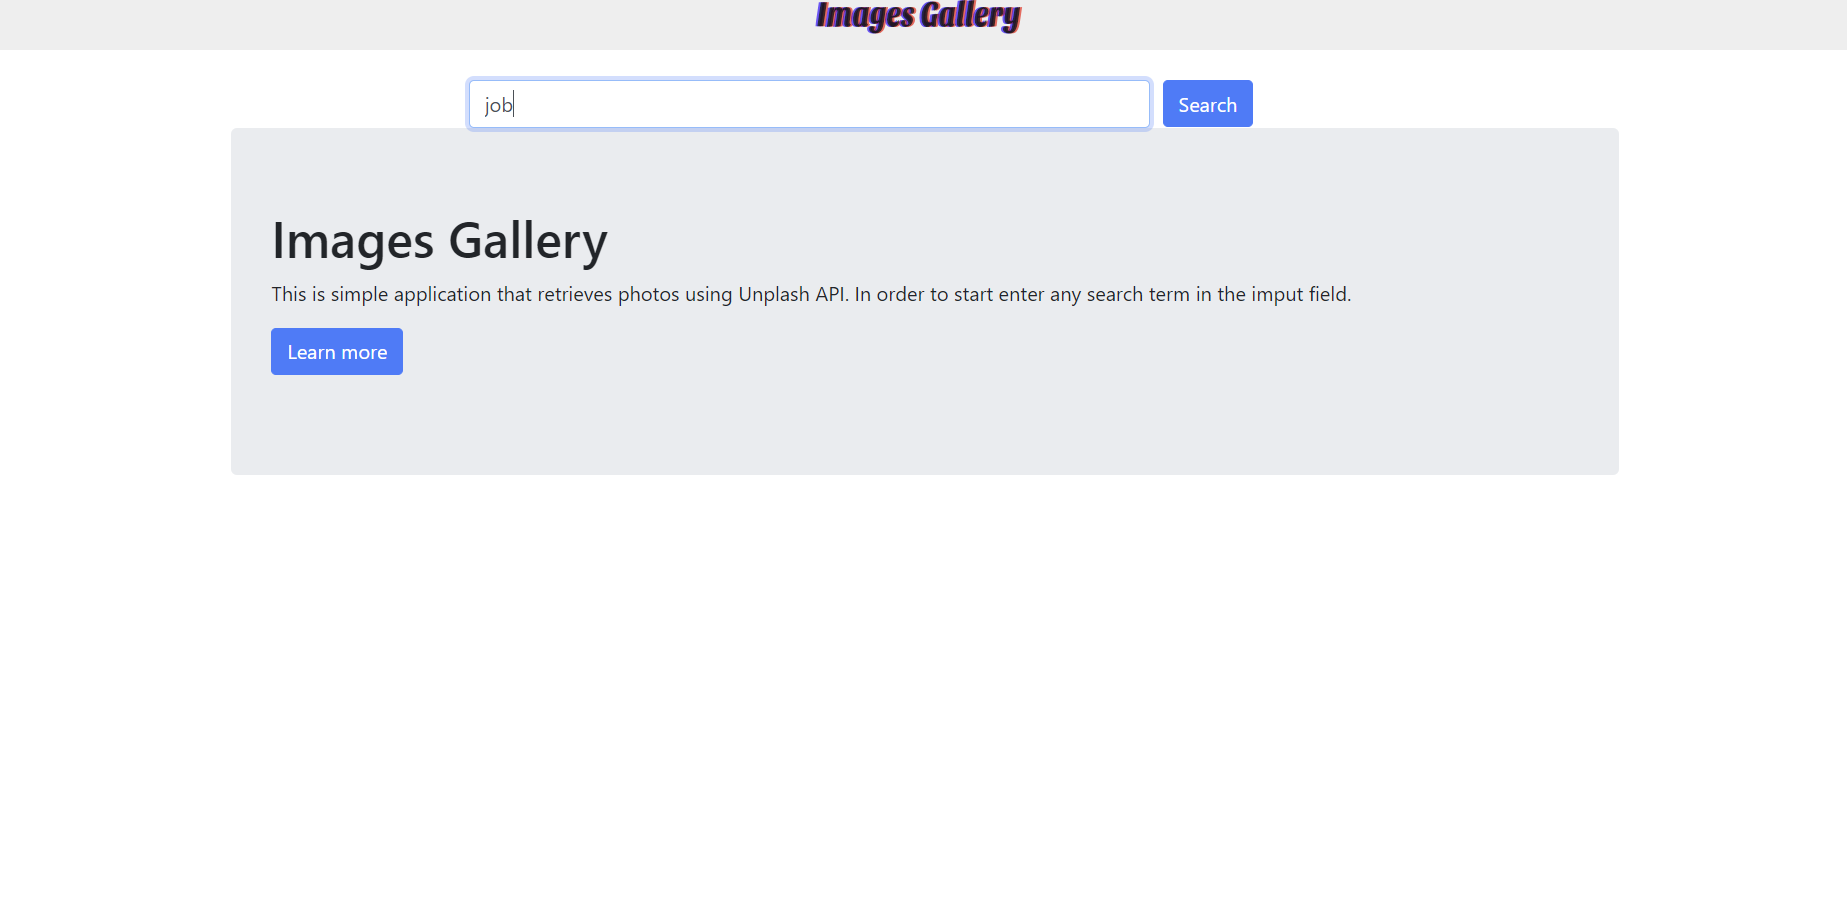 Images Gallery
job
Search
Images Gallery
This is simple application that retrieves photos using Unplash API. In order to start enter any search term in the imput field.
Learn more